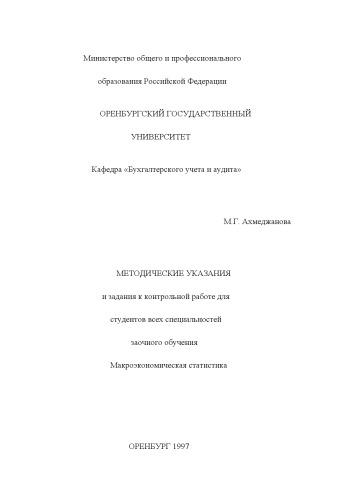 Министерство общего и профессионального
образования Российской Федерации
ОРЕНБУРГСКИЙ ГОСУДАРСТВЕННЫЙ
УНИВЕРСИТЕТ
Кафедра «Бухгалтерского учета и аудита»
М.Г. Ахмеджанова
МЕТОДИЧЕСКИЕ УКАЗАНИЯ
и задания к контрольной работе для
студентов всех специальностей
заочного обучения
Макроэкономическая статистика
ОРЕНБУРГ 1997